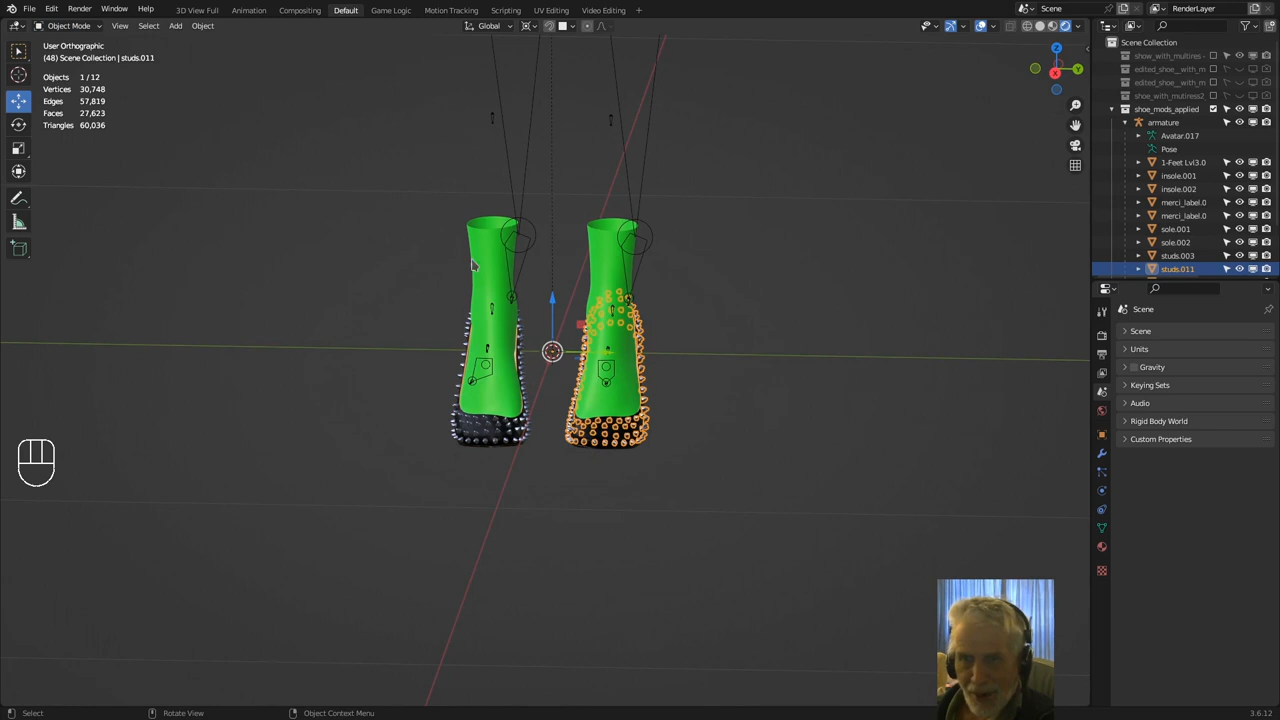 File Edit Render Window Help 3D View Full Animation Compositing Default Game Logic Motion Tracking Scripting UV Editing Video Editing Scene RenderLayer
Object Mode View Select Add Object Global
User Orthographic
(48) Scene Collection | studs.011
Objects 1 / 12
Vertices 30,748
Edges 57,819
Faces 27,623
Triangles 60,036
Z
Y
X
Scene Collection
show_with_multires -
edited_shoe__with_m
edited_shoe__with_m
shoe_with_mutiress2
shoe_mods_applied
armature
Avatar.017
Pose
1-Feet Lvl3.0
insole.001
insole.002
merci_label.0
merci_label.0
sole.001
sole.002
studs.003
studs.011
Scene
Scene
Units
Gravity
Keying Sets
Audio
Rigid Body World
Custom Properties
Select Rotate View Object Context Menu 3.6.12